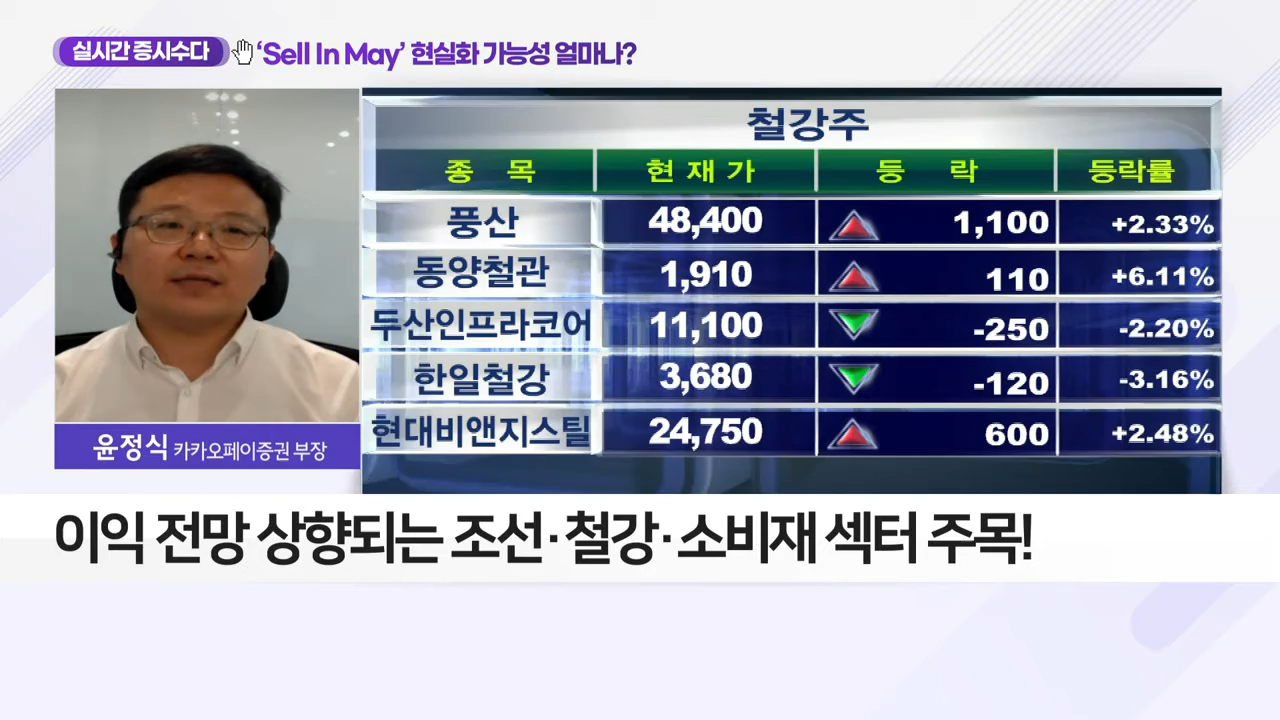 실시간 증시수다 ‘Sell In May’ 현실화 가능성 얼마나?
철강주
종 목 현 재 가 등 락 등락률
풍산 48,400 1,100 +2.33%
동양철관 1,910 110 +6.11%
두산인프라코어 11,100 -250 -2.20%
한일철강 3,680 -120 -3.16%
현대비앤지스틸 24,750 600 +2.48%
윤정식 카카오페이증권 부장
이익 전망 상향되는 조선·철강·소비재 섹터 주목!